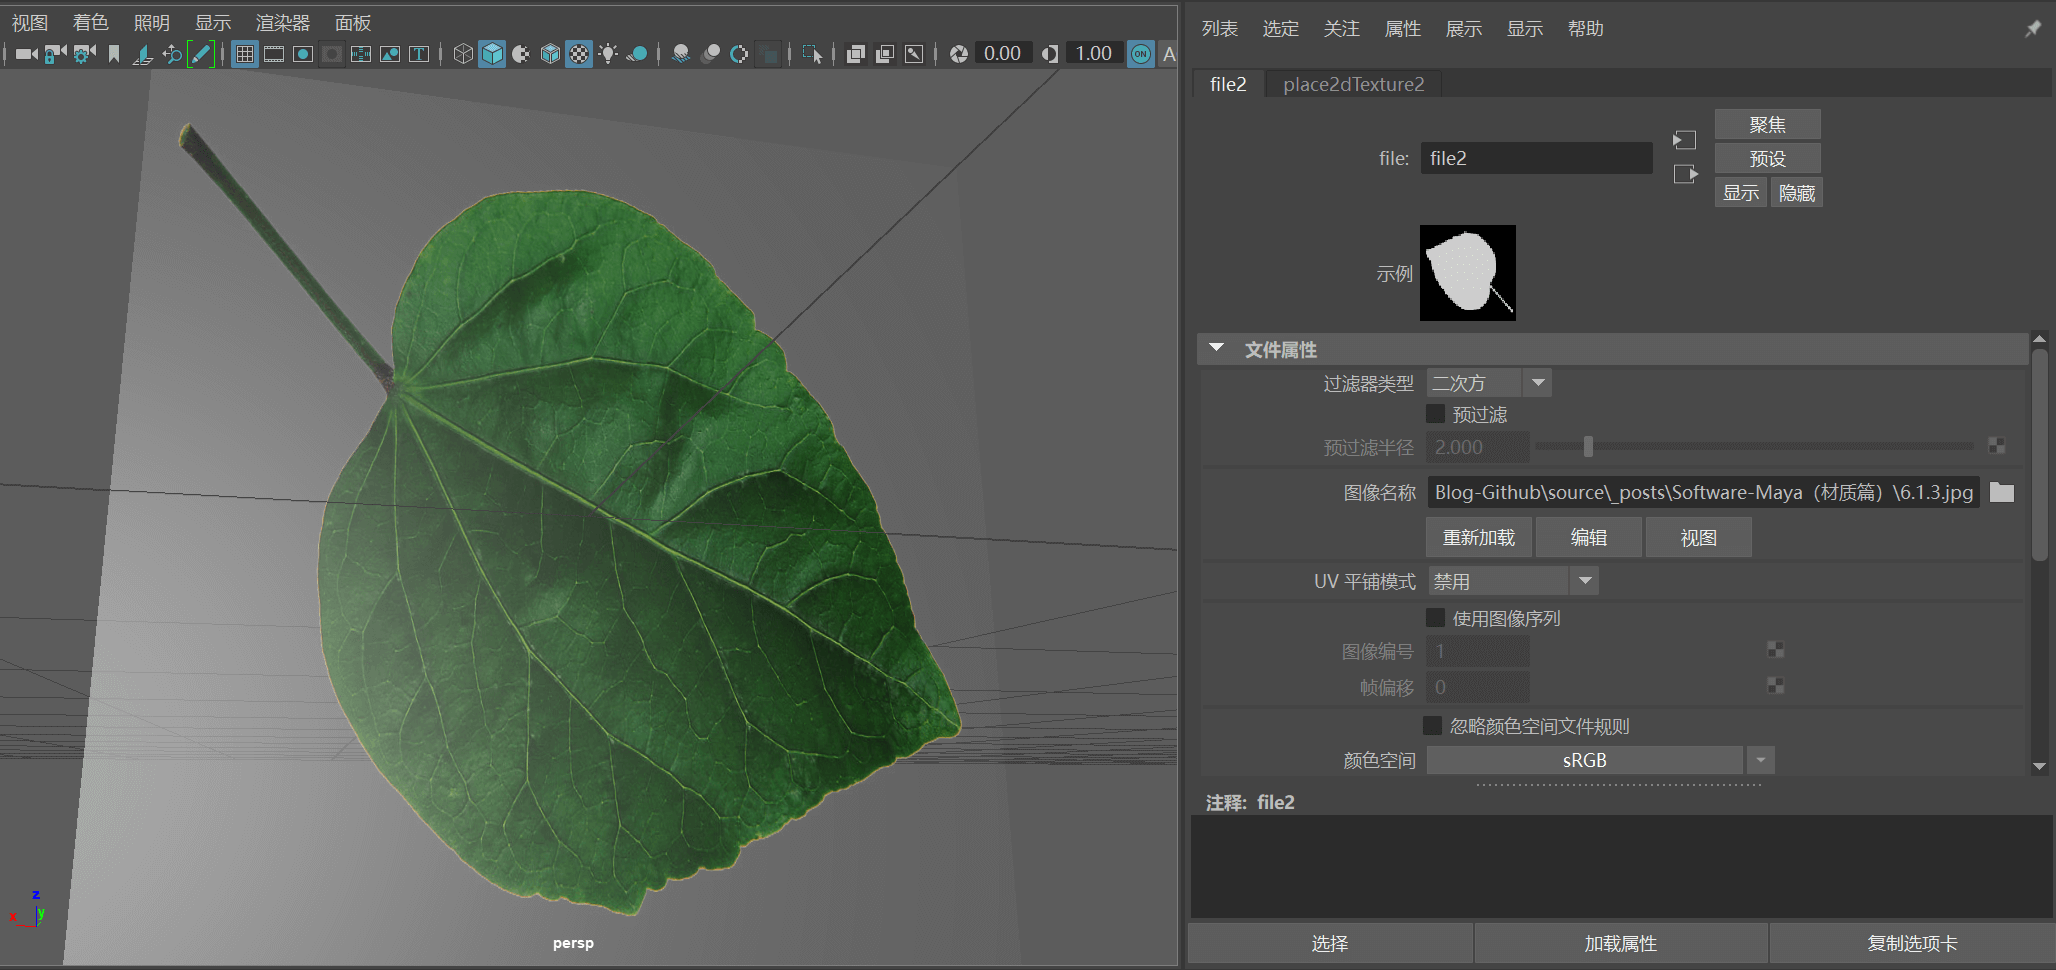 视图 着色 照明 显示 渲染器 面板
0.00 1.00 ON A
T
persp
z
x y
列表 选定 关注 属性 展示 显示 帮助
file2 place2dTexture2
聚焦
file: file2
预设
显示 隐藏
示例
文件属性
过滤器类型 二次方
预过滤
预过滤半径 2.000
图像名称 Blog-Github\source\_posts\Software-Maya（材质篇）\6.1.3.jpg
重新加载 编辑 视图
UV 平铺模式 禁用
使用图像序列
图像编号 1
帧偏移 0
忽略颜色空间文件规则
颜色空间 sRGB
注释: file2
选择 加载属性 复制选项卡